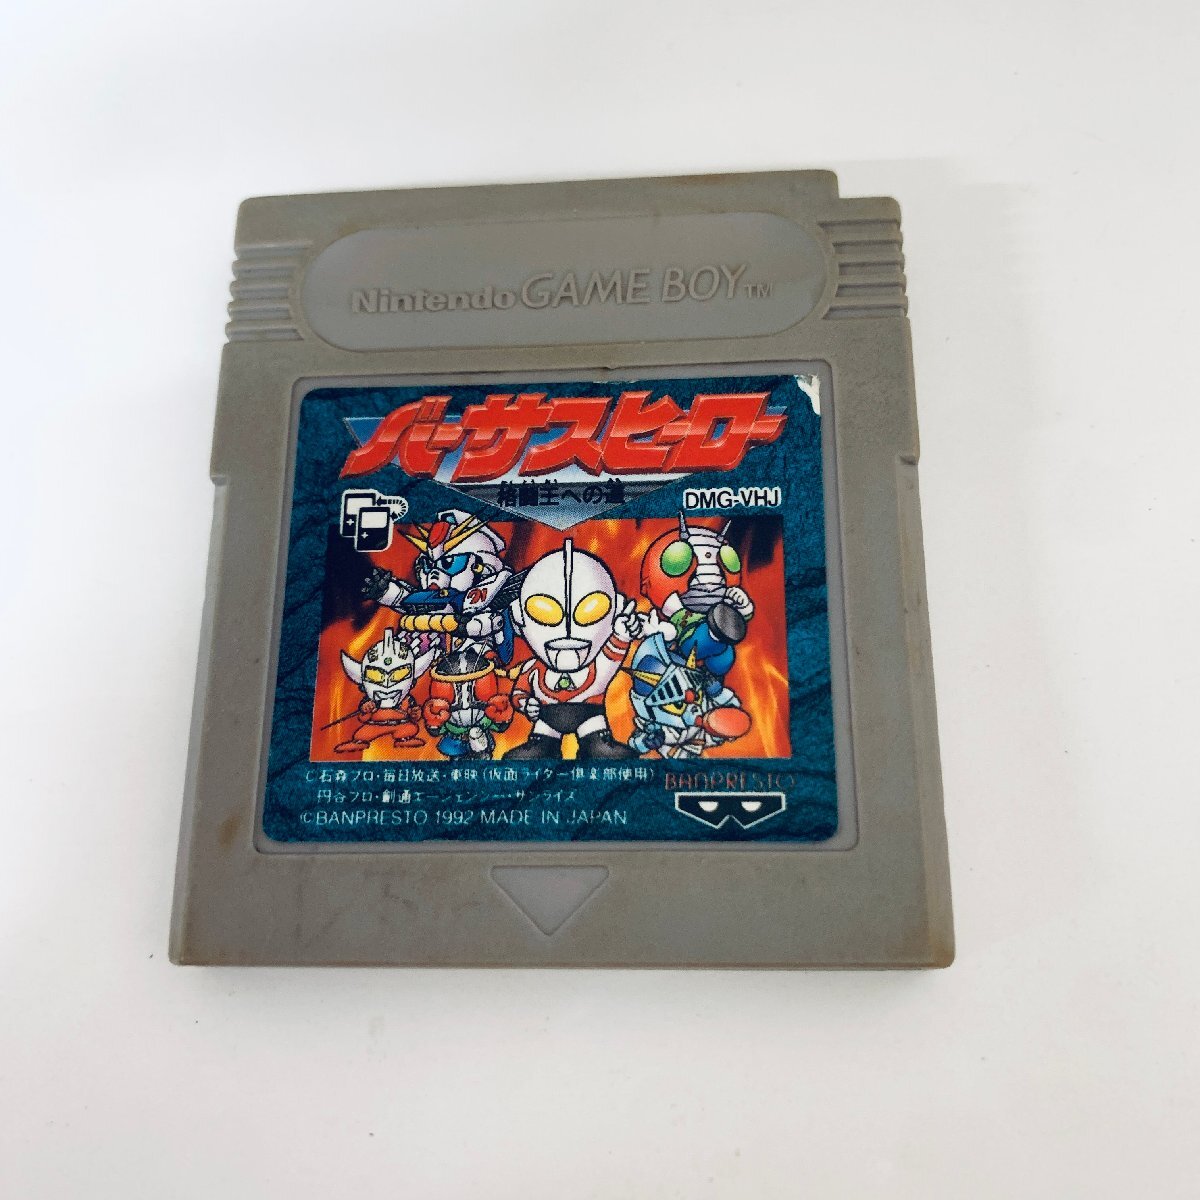 Nintendo GAME BOY TM
バーサスヒーロー
格闘王への道
DMG-VHJ
©石森プロ・毎日放送・東映(仮面ライダー倶楽部使用)
円谷プロ・創通エージェンシー・サンライズ
©BANPRESTO 1992 MADE IN JAPAN
BANPRESTO